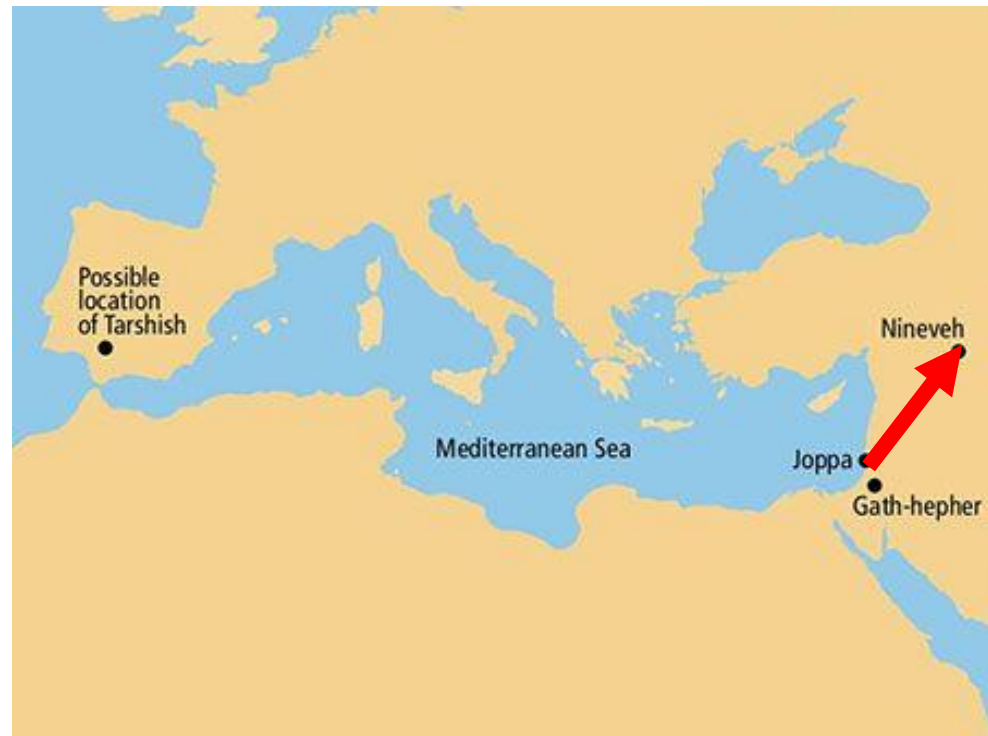 Possible
location
of Tarshish
Nineveh
Mediterranean Sea
Joppa
Gath-hepher